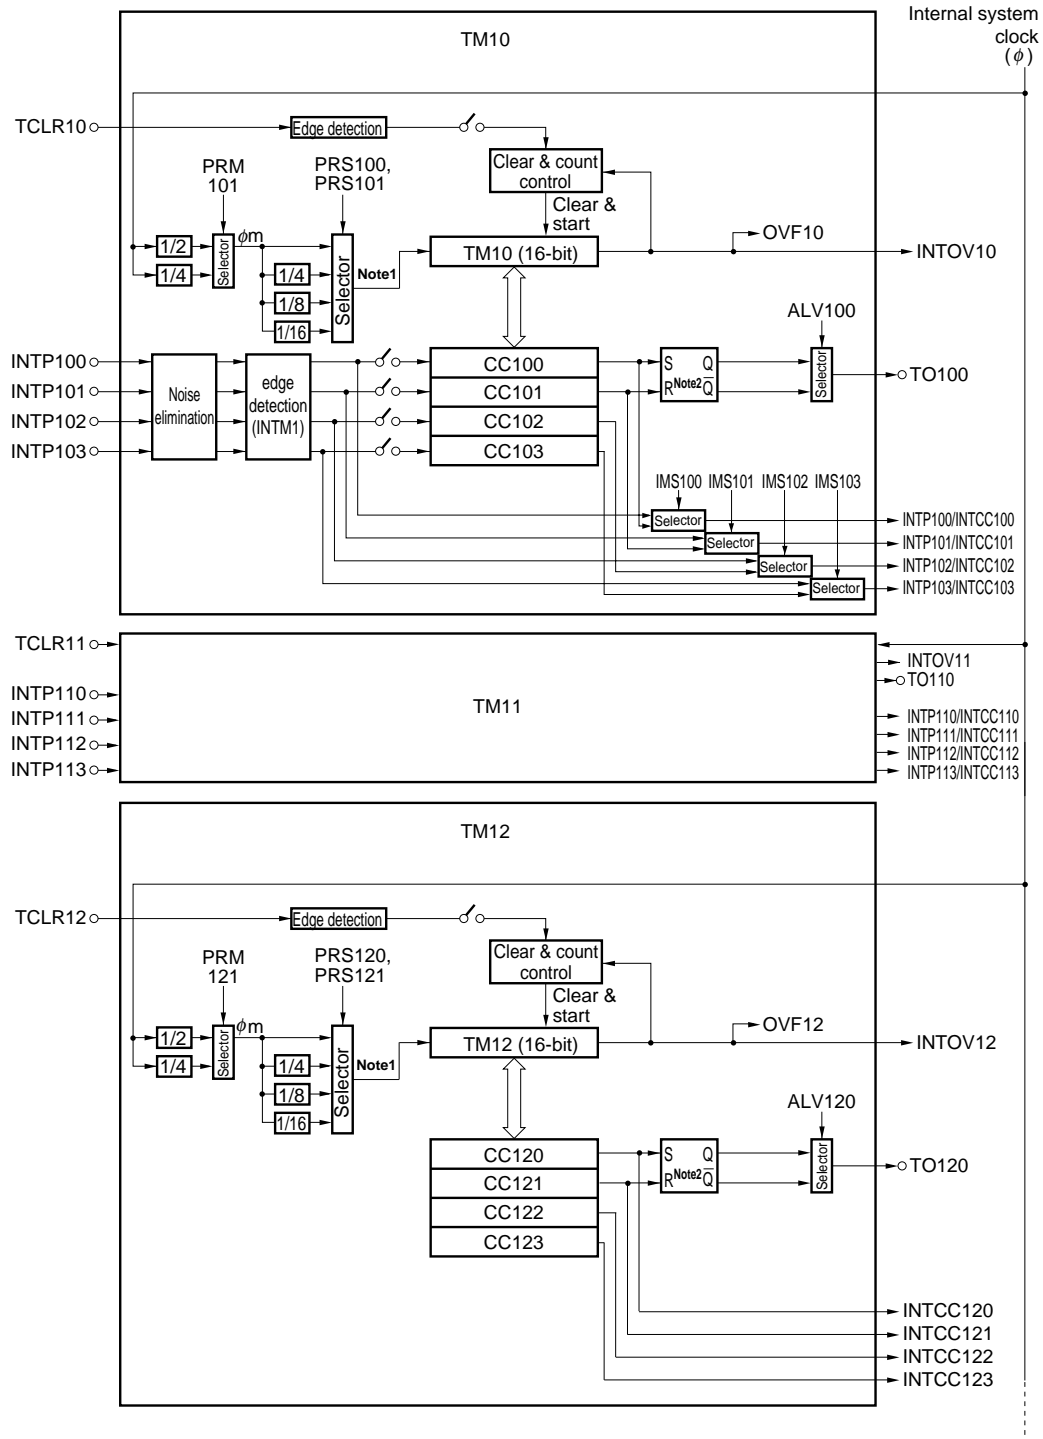 Internal system
clock
(ϕ)
TM10
TCLR10
Edge detection
PRM
101
PRS100,
PRS101
Clear & count
control
Clear &
start
1/2
1/4
Selector
ϕm
1/4
1/8
1/16
Selector
Note1
TM10 (16-bit)
OVF10
INTOV10
ALV100
INTP100
INTP101
INTP102
INTP103
Noise
elimination
edge
detection
(INTM1)
CC100
CC101
CC102
CC103
S Q
R Note2 Q̅
Selector
TO100
IMS100 IMS101 IMS102 IMS103
Selector
Selector
Selector
Selector
INTP100/INTCC100
INTP101/INTCC101
INTP102/INTCC102
INTP103/INTCC103
TCLR11
INTP110
INTP111
INTP112
INTP113
TM11
INTOV11
TO110
INTP110/INTCC110
INTP111/INTCC111
INTP112/INTCC112
INTP113/INTCC113
TM12
TCLR12
Edge detection
PRM
121
PRS120,
PRS121
Clear & count
control
Clear &
start
1/2
1/4
Selector
ϕm
1/4
1/8
1/16
Selector
Note1
TM12 (16-bit)
OVF12
INTOV12
ALV120
CC120
CC121
CC122
CC123
S Q
R Note2 Q̅
Selector
TO120
INTCC120
INTCC121
INTCC122
INTCC123